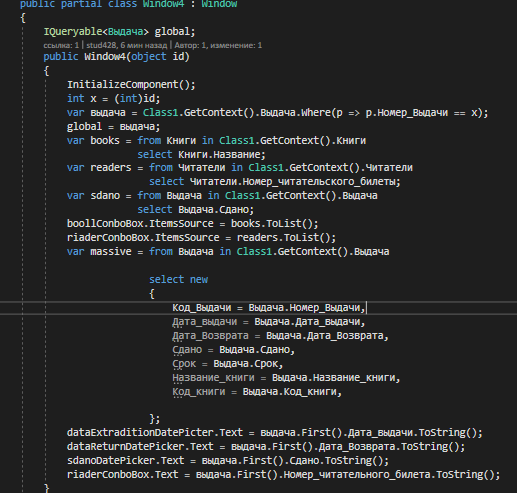 public partial class Window4 : Window
{
IQueryable<Выдача> global;
ссылка: 1 | stud428, 6 мин назад | Автор: 1, изменение: 1
public Window4(object id)
{
InitializeComponent();
int x = (int)id;
var выдача = Class1.GetContext().Выдача.Where(p => p.Номер_Выдачи == x);
global = выдача;
var books = from Книги in Class1.GetContext().Книги
select Книги.Название;
var readers = from Читатели in Class1.GetContext().Читатели
select Читатели.Номер_читательского_билеты;
var sdano = from Выдача in Class1.GetContext().Выдача
select Выдача.Сдано;
boollConboBox.ItemsSource = books.ToList();
riaderConboBox.ItemsSource = readers.ToList();
var massive = from Выдача in Class1.GetContext().Выдача
select new
{
Код_Выдачи = Выдача.Номер_Выдачи,
Дата_выдачи = Выдача.Дата_выдачи,
Дата_Возврата = Выдача.Дата_Возврата,
Сдано = Выдача.Сдано,
Срок = Выдача.Срок,
Название_книги = Выдача.Название_книги,
Код_книги = Выдача.Код_книги,
};
dataExtraditionDatePicter.Text = выдача.First().Дата_выдачи.ToString();
dataReturnDatePicker.Text = выдача.First().Дата_Возврата.ToString();
sdanoDatePicker.Text = выдача.First().Сдано.ToString();
riaderConboBox.Text = выдача.First().Номер_читательного_билета.ToString();
}